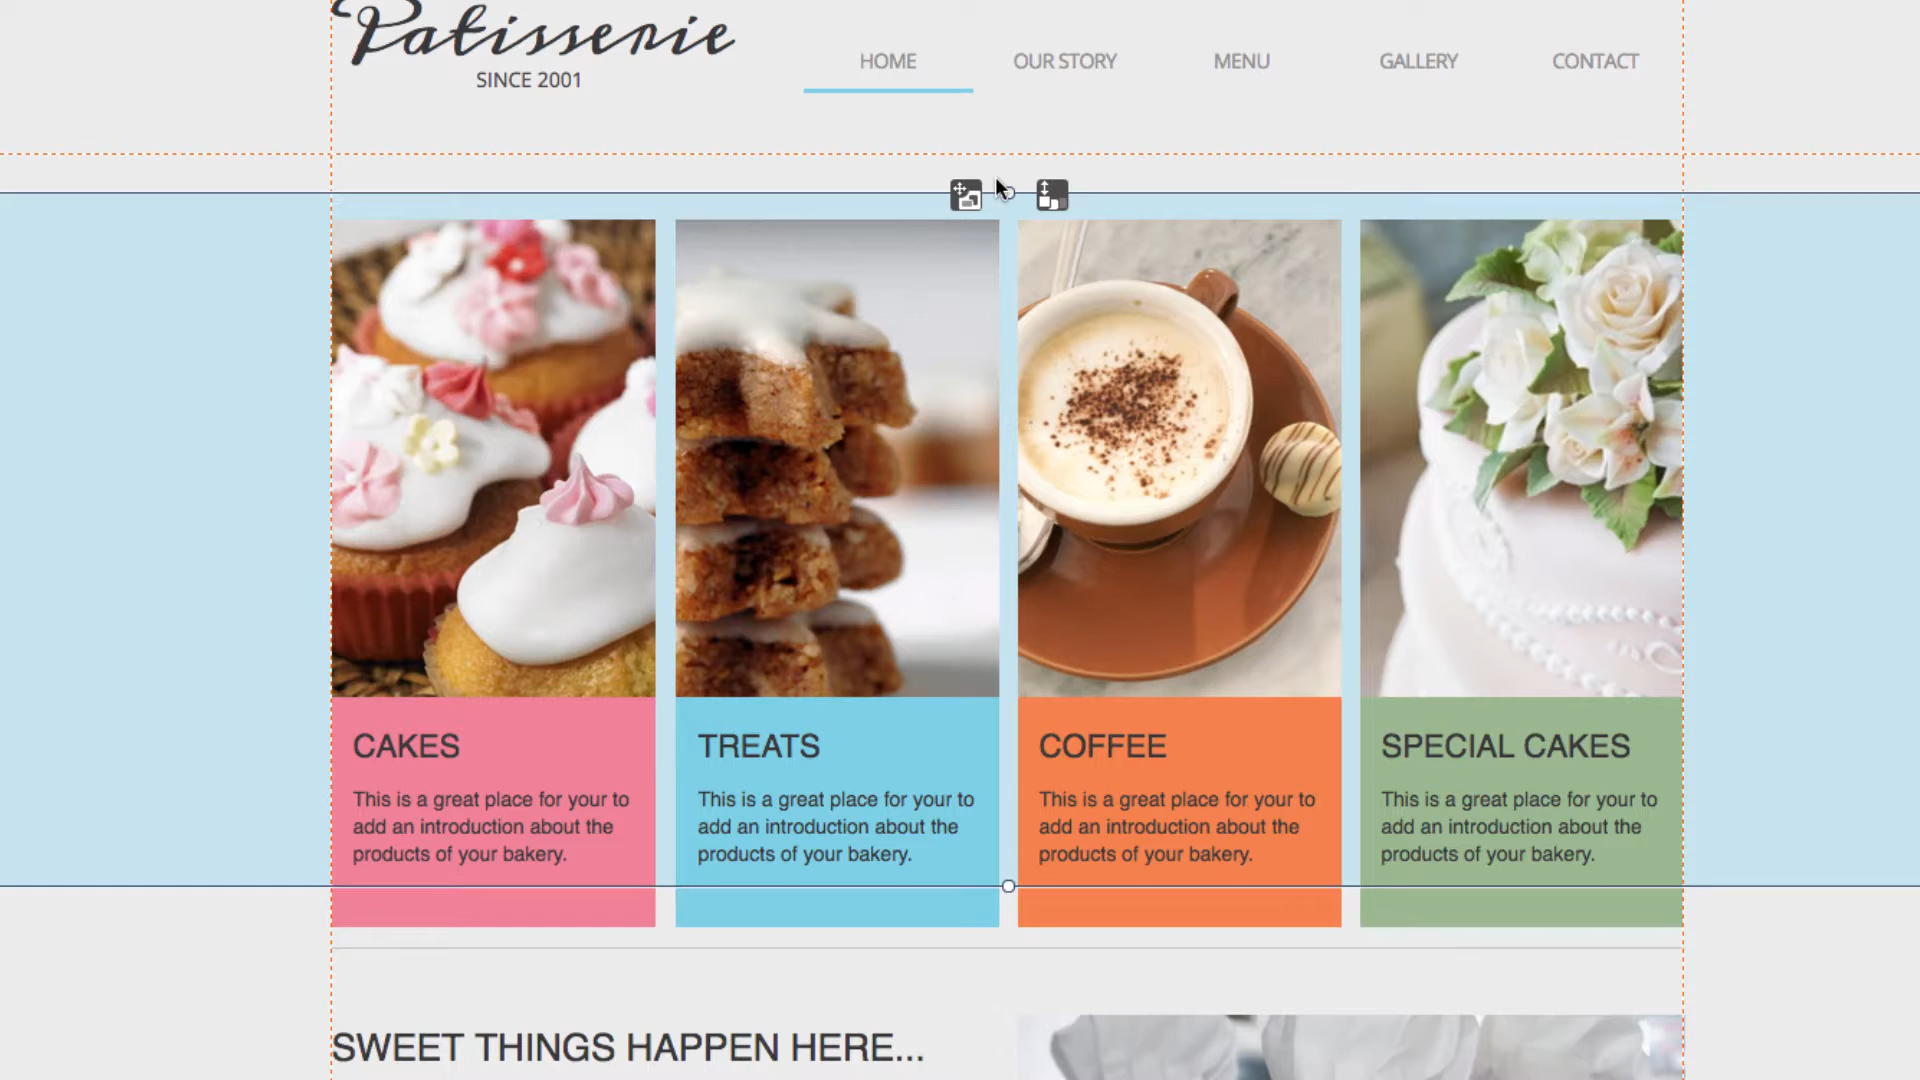 Patisserie
SINCE 2001
HOME OUR STORY MENU GALLERY CONTACT
CAKES
This is a great place for your to
add an introduction about the
products of your bakery.
TREATS
This is a great place for your to
add an introduction about the
products of your bakery.
COFFEE
This is a great place for your to
add an introduction about the
products of your bakery.
SPECIAL CAKES
This is a great place for your to
add an introduction about the
products of your bakery.
SWEET THINGS HAPPEN HERE...